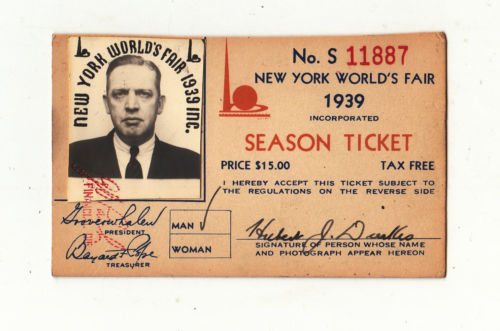 NEW YORK WORLD'S FAIR 1939 INC.
No. S 11887
NEW YORK WORLD'S FAIR
1939
INCORPORATED
SEASON TICKET
PRICE $15.00 TAX FREE
I HEREBY ACCEPT THIS TICKET SUBJECT TO
THE REGULATIONS ON THE REVERSE SIDE
Grover Whalen
PRESIDENT
MAN
WOMAN
TREASURER
Hubert J.
SIGNATURE OF PERSON WHOSE NAME
AND PHOTOGRAPH APPEAR HEREON